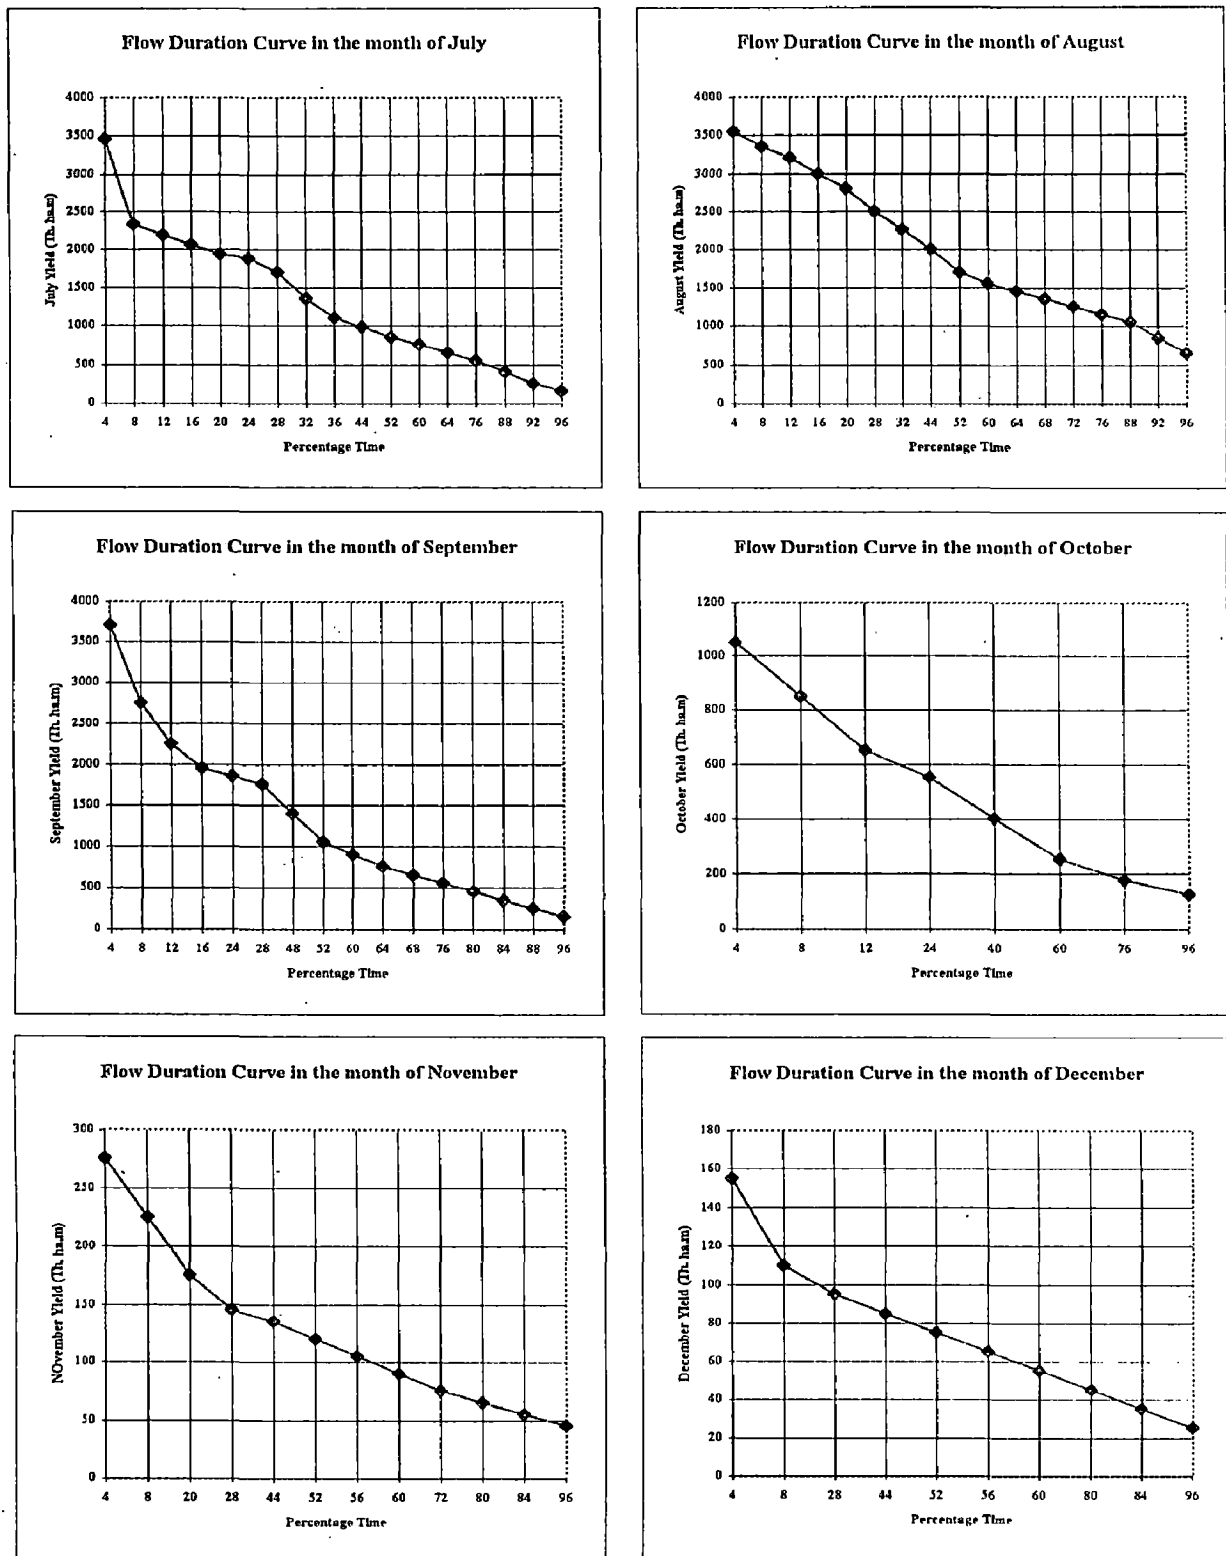 Flow Duration Curve in the month of July
4000
3500
3000
2500
2000
1500
1000
500
0
July Yield (Th. ha.m)
4 8 12 16 20 24 28 32 36 44 52 60 64 76 88 92 96
Percentage Time
Flow Duration Curve in the month of August
4000
3500
3000
2500
2000
1500
1000
500
0
August Yield (Th. ha.m)
4 8 12 16 20 28 36 44 52 60 64 68 72 76 88 92 96
Percentage Time
Flow Duration Curve in the month of September
4000
3500
3000
2500
2000
1500
1000
500
0
September Yield (Th. ha.m)
4 8 12 16 24 28 48 52 60 64 68 76 80 84 88 96
Percentage Time
Flow Duration Curve in the month of October
1200
1000
800
600
400
200
0
October Yield (Th. ha.m)
4 8 12 24 40 60 76 96
Percentage Time
Flow Duration Curve in the month of November
300
250
200
150
100
50
0
NOvember Yield (Th. ha.m)
4 8 20 28 44 52 56 60 72 80 84 96
Percentage Time
Flow Duration Curve in the month of December
180
160
140
120
100
80
60
40
20
0
December Yield (Th. ha.m)
4 8 28 44 52 56 60 80 84 96
Percentage Time